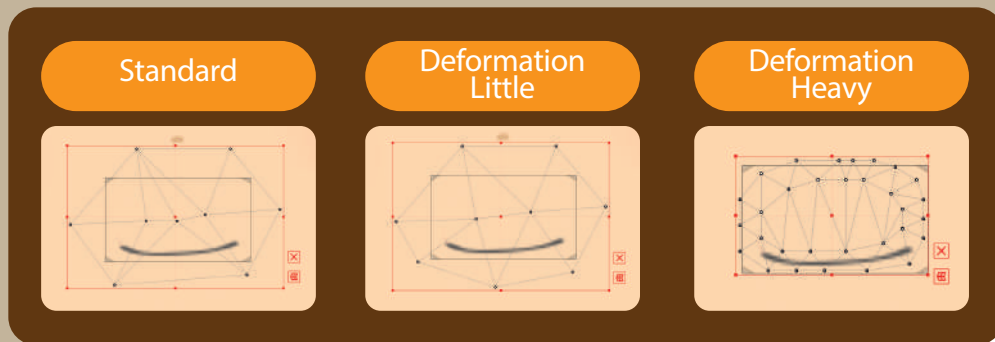 Standard
Deformation
Little
Deformation
Heavy